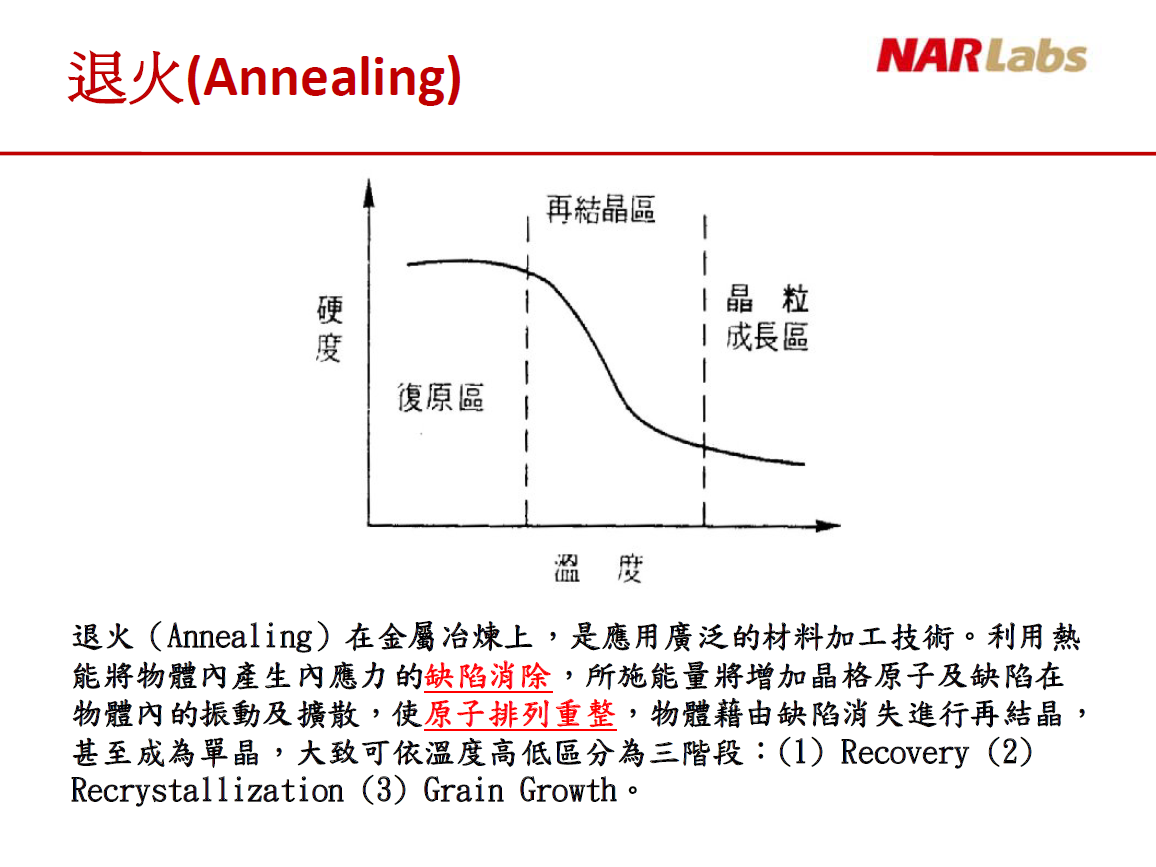 退火(Annealing)
NARLabs
再結晶區
晶 粒
成長區
硬
度
復原區
溫 度
退火（Annealing）在金屬冶煉上，是應用廣泛的材料加工技術。利用熱
能將物體內產生內應力的缺陷消除，所施能量將增加晶格原子及缺陷在
物體內的振動及擴散，使原子排列重整，物體藉由缺陷消失進行再結晶，
甚至成為單晶，大致可依溫度高低區分為三階段：(1) Recovery (2)
Recrystallization (3) Grain Growth。